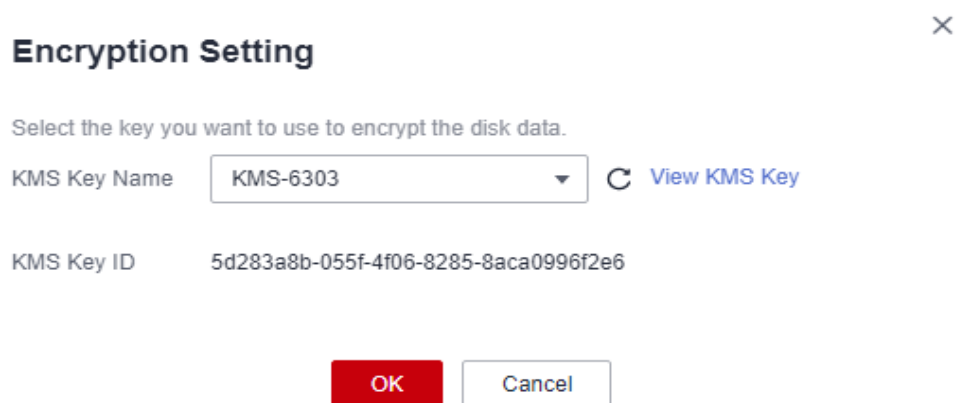 Encryption Setting
Select the key you want to use to encrypt the disk data.
KMS Key Name KMS-6303 View KMS Key
KMS Key ID 5d283a8b-055f-4f06-8285-8aca0996f2e6
OK Cancel